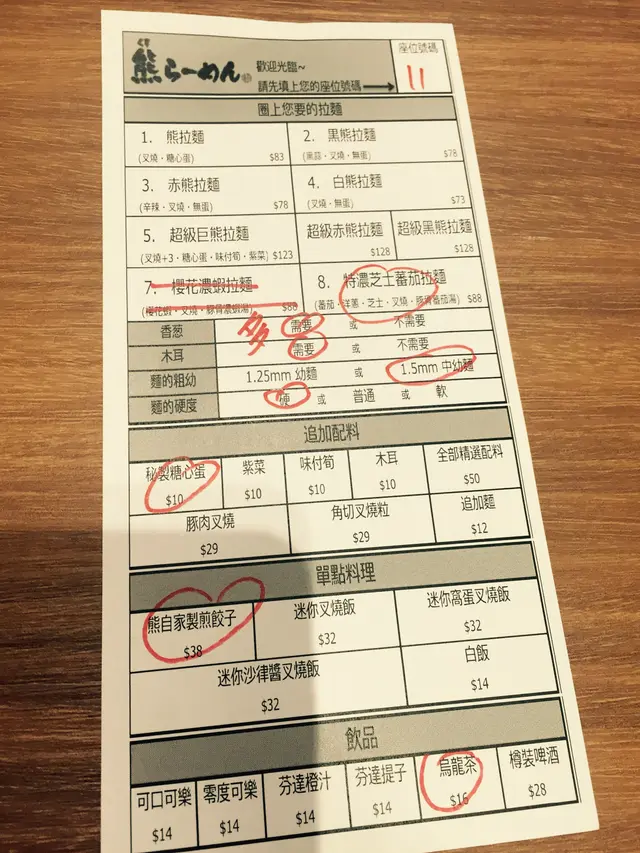 くま
熊らーめん
歡迎光臨~
請先填上您的座位號碼
座位號碼
11
圈上您要的拉麵
1. 熊拉麵
(叉燒・糖心蛋) $83
2. 黑熊拉麵
(黑蒜・叉燒・無蛋) $78
3. 赤熊拉麵
(辛辣・叉燒・無蛋) $78
4. 白熊拉麵
(叉燒・無蛋) $73
5. 超級巨熊拉麵
(叉燒+3・糖心蛋・味付筍・紫菜) $123
超級赤熊拉麵
$128
超級黑熊拉麵
$128
7. 櫻花濃蝦拉麵
(櫻花蝦・叉燒・豚骨濃蝦湯) $88
8. 特濃芝士蕃茄拉麵
(蕃茄・洋蔥・芝士・叉燒・豚骨蕃茄湯) $88
香葱 多 需要 或 不需要
木耳 需要 或 不需要
麵的粗幼 1.25mm 幼麵 或 1.5mm 中幼麵
麵的硬度 硬 或 普通 或 軟
追加配料
秘製糖心蛋 $10
紫菜 $10
味付筍 $10
木耳 $10
全部精選配料 $50
豚肉叉燒 $29
角切叉燒粒 $29
追加麵 $12
單點料理
熊自家製煎餃子 $38
迷你叉燒飯 $32
迷你窩蛋叉燒飯 $32
迷你沙律醬叉燒飯 $32
白飯 $14
飲品
可口可樂 $14
零度可樂 $14
芬達橙汁 $14
芬達提子 $14
烏龍茶 $16
樽裝啤酒 $28